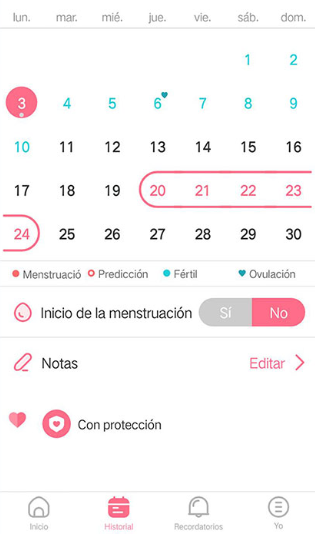 lun. mar. mié. jue. vie. sáb. dom.
1 2
3 4 5 6 7 8 9
10 11 12 13 14 15 16
17 18 19 20 21 22 23
24 25 26 27 28 29 30
Menstruació Predicción Fértil Ovulación
Inicio de la menstruación Sí No
Notas Editar
Con protección
Inicio Historial Recordatorios Yo